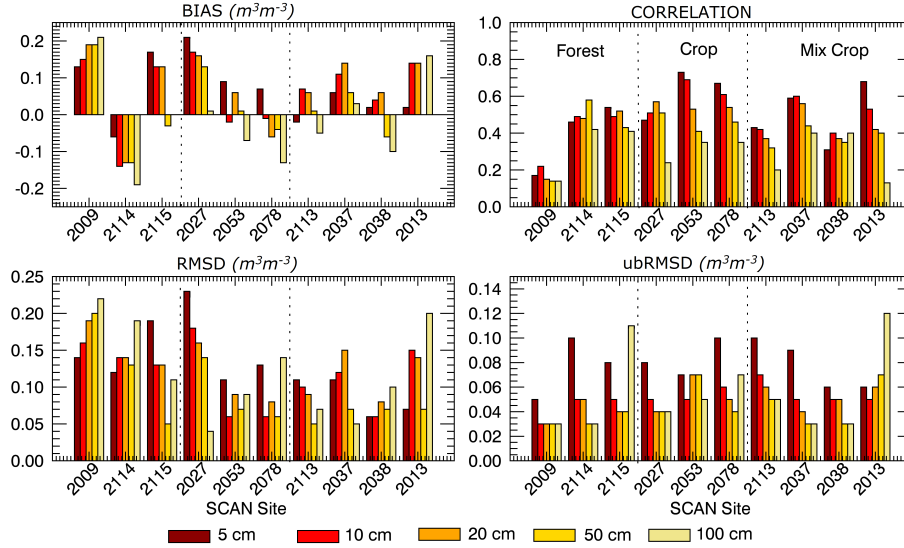 BIAS (m³m⁻³)
0.2
0.1
0.0
-0.1
-0.2
2009 2114 2115 2027 2053 2078 2113 2037 2038 2013
CORRELATION
1.0
0.8
0.6
0.4
0.2
0.0
Forest Crop Mix Crop
2009 2114 2115 2027 2053 2078 2113 2037 2038 2013
RMSD (m³m⁻³)
0.25
0.20
0.15
0.10
0.05
0.00
2009 2114 2115 2027 2053 2078 2113 2037 2038 2013
SCAN Site
ubRMSD (m³m⁻³)
0.14
0.12
0.10
0.08
0.06
0.04
0.02
0.00
2009 2114 2115 2027 2053 2078 2113 2037 2038 2013
SCAN Site
5 cm 10 cm 20 cm 50 cm 100 cm